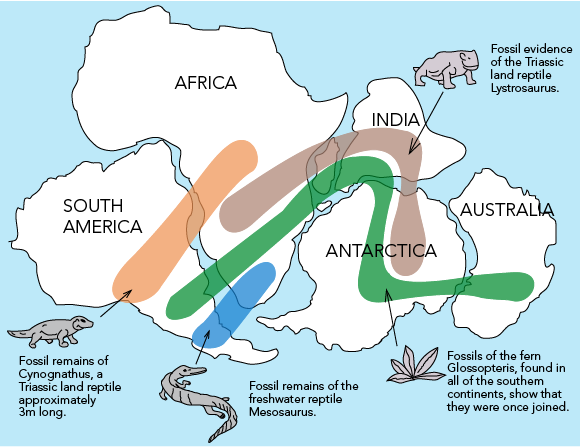 AFRICA
INDIA
SOUTH
AMERICA
ANTARCTICA
AUSTRALIA
Fossil evidence
of the Triassic
land reptile
Lystrosaurus.
Fossil remains of
Cynognathus, a
Triassic land reptile
approximately
3m long.
Fossil remains of the
freshwater reptile
Mesosaurus.
Fossils of the fern
Glossopteris, found in
all of the southem
continents, show that
they were once joined.